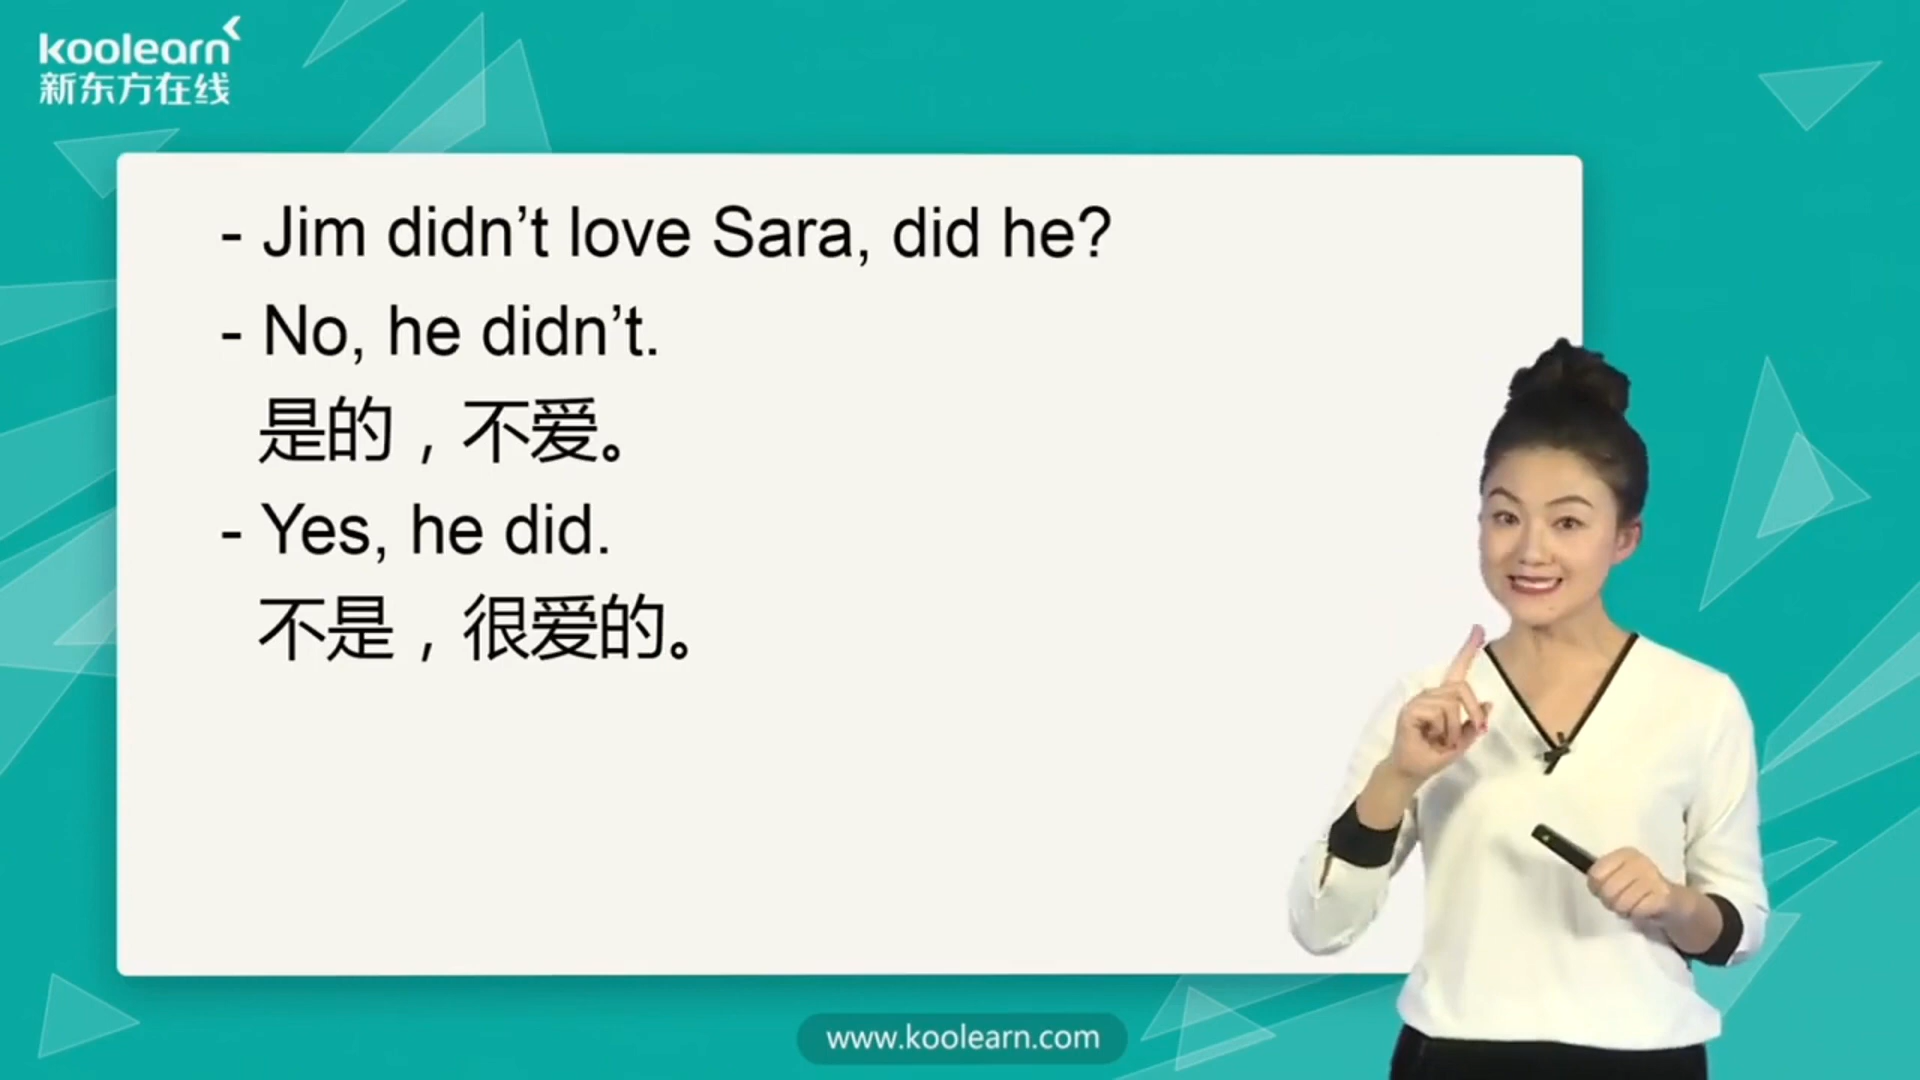 koolearn
新东方在线
- Jim didn’t love Sara, did he?
- No, he didn’t.
是的，不爱。
- Yes, he did.
不是，很爱的。
www.koolearn.com